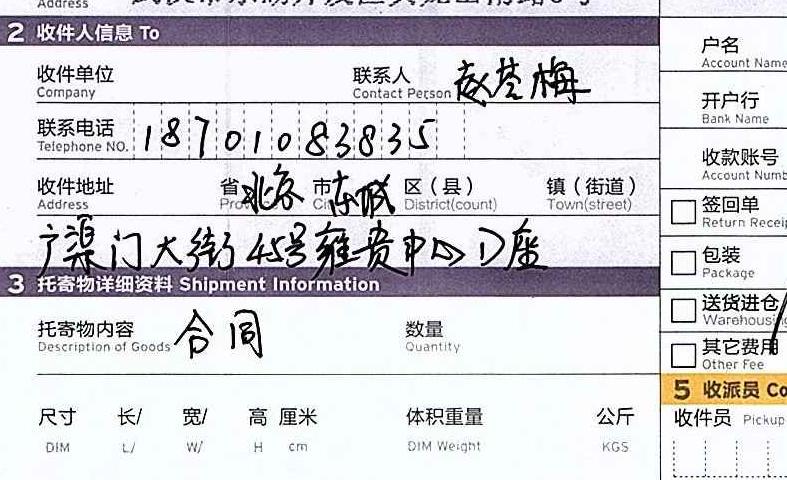 Address
2 收件人信息 To
收件单位 联系人 赵苍梅
Company Contact Person
联系电话 18701083835
Telephone NO.
收件地址 省 北京 市 东城 区（县） 镇（街道）
Address District(count) Town(street)
广渠门大街45号雍贵中心D座
3 托寄物详细资料 Shipment Information
托寄物内容 合同 数量
Description of Goods Quantity
尺寸 长/ 宽/ 高 厘米 体积重量 公斤
DIM L/ W/ H cm DIM Weight KGS
户名
Account Name
开户行
Bank Name
收款账号
Account Numb
签回单
Return Receip
包装
Package
送货进仓
Warehousing
其它费用
Other Fee
5 收派员 Co
收件员 Pickup